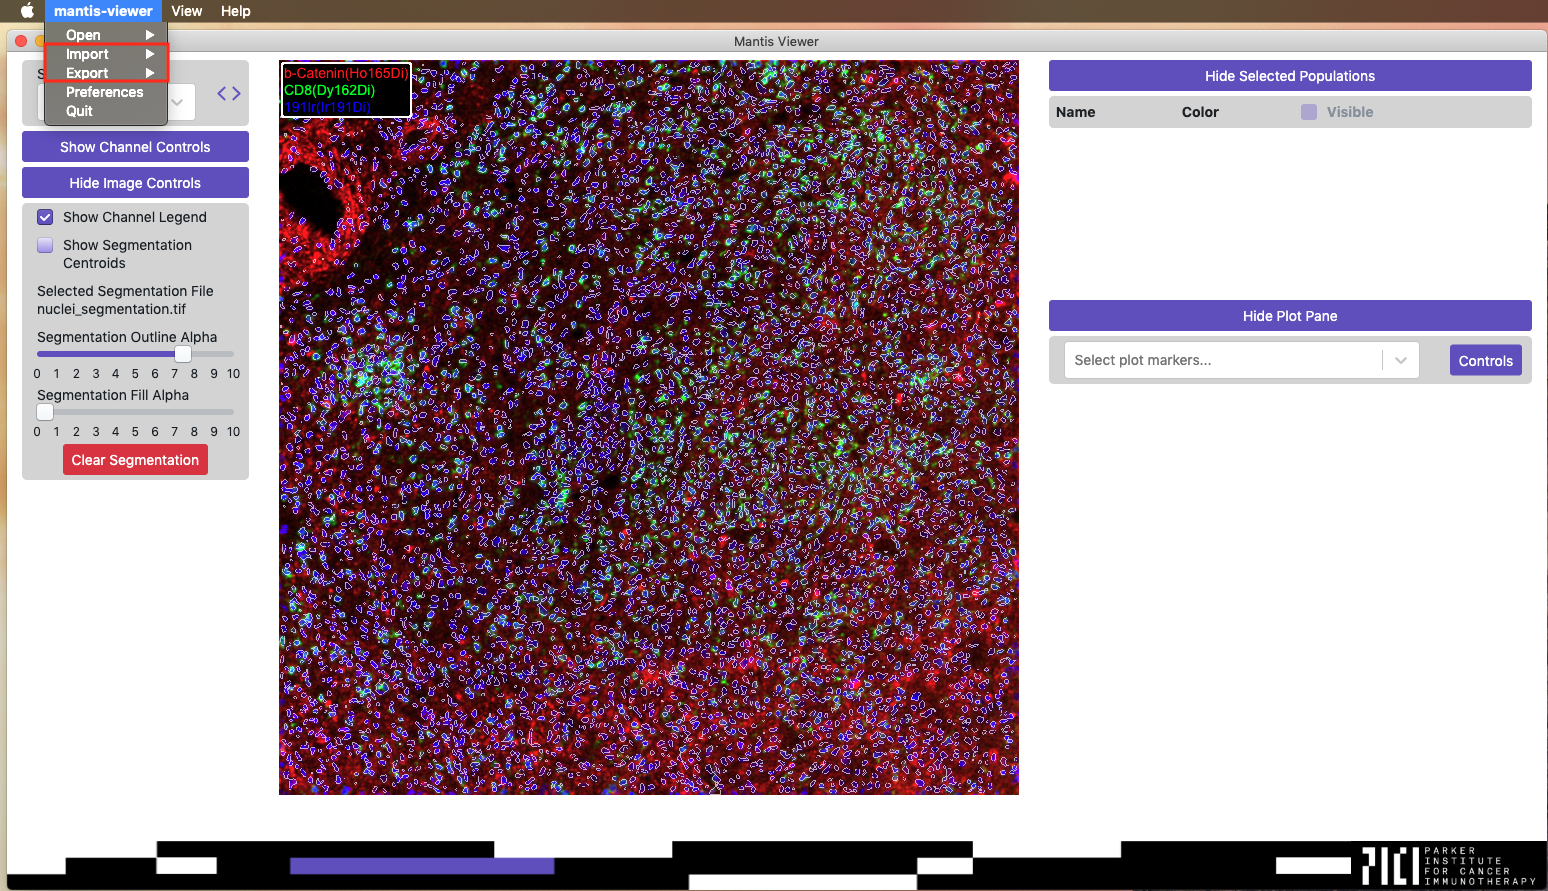 mantis-viewer View Help
Open
Import
Export
Preferences
Quit
Mantis Viewer
S
Show Channel Controls
Hide Image Controls
Show Channel Legend
Show Segmentation
Centroids
Selected Segmentation File
nuclei_segmentation.tif
Segmentation Outline Alpha
0 1 2 3 4 5 6 7 8 9 10
Segmentation Fill Alpha
0 1 2 3 4 5 6 7 8 9 10
Clear Segmentation
b-Catenin(Ho165Di)
CD8(Dy162Di)
191Ir(Ir191Di)
Hide Selected Populations
Name Color Visible
Hide Plot Pane
Select plot markers...
Controls
PICI
PARKER
INSTITUTE
FOR CANCER
IMMUNOTHERAPY